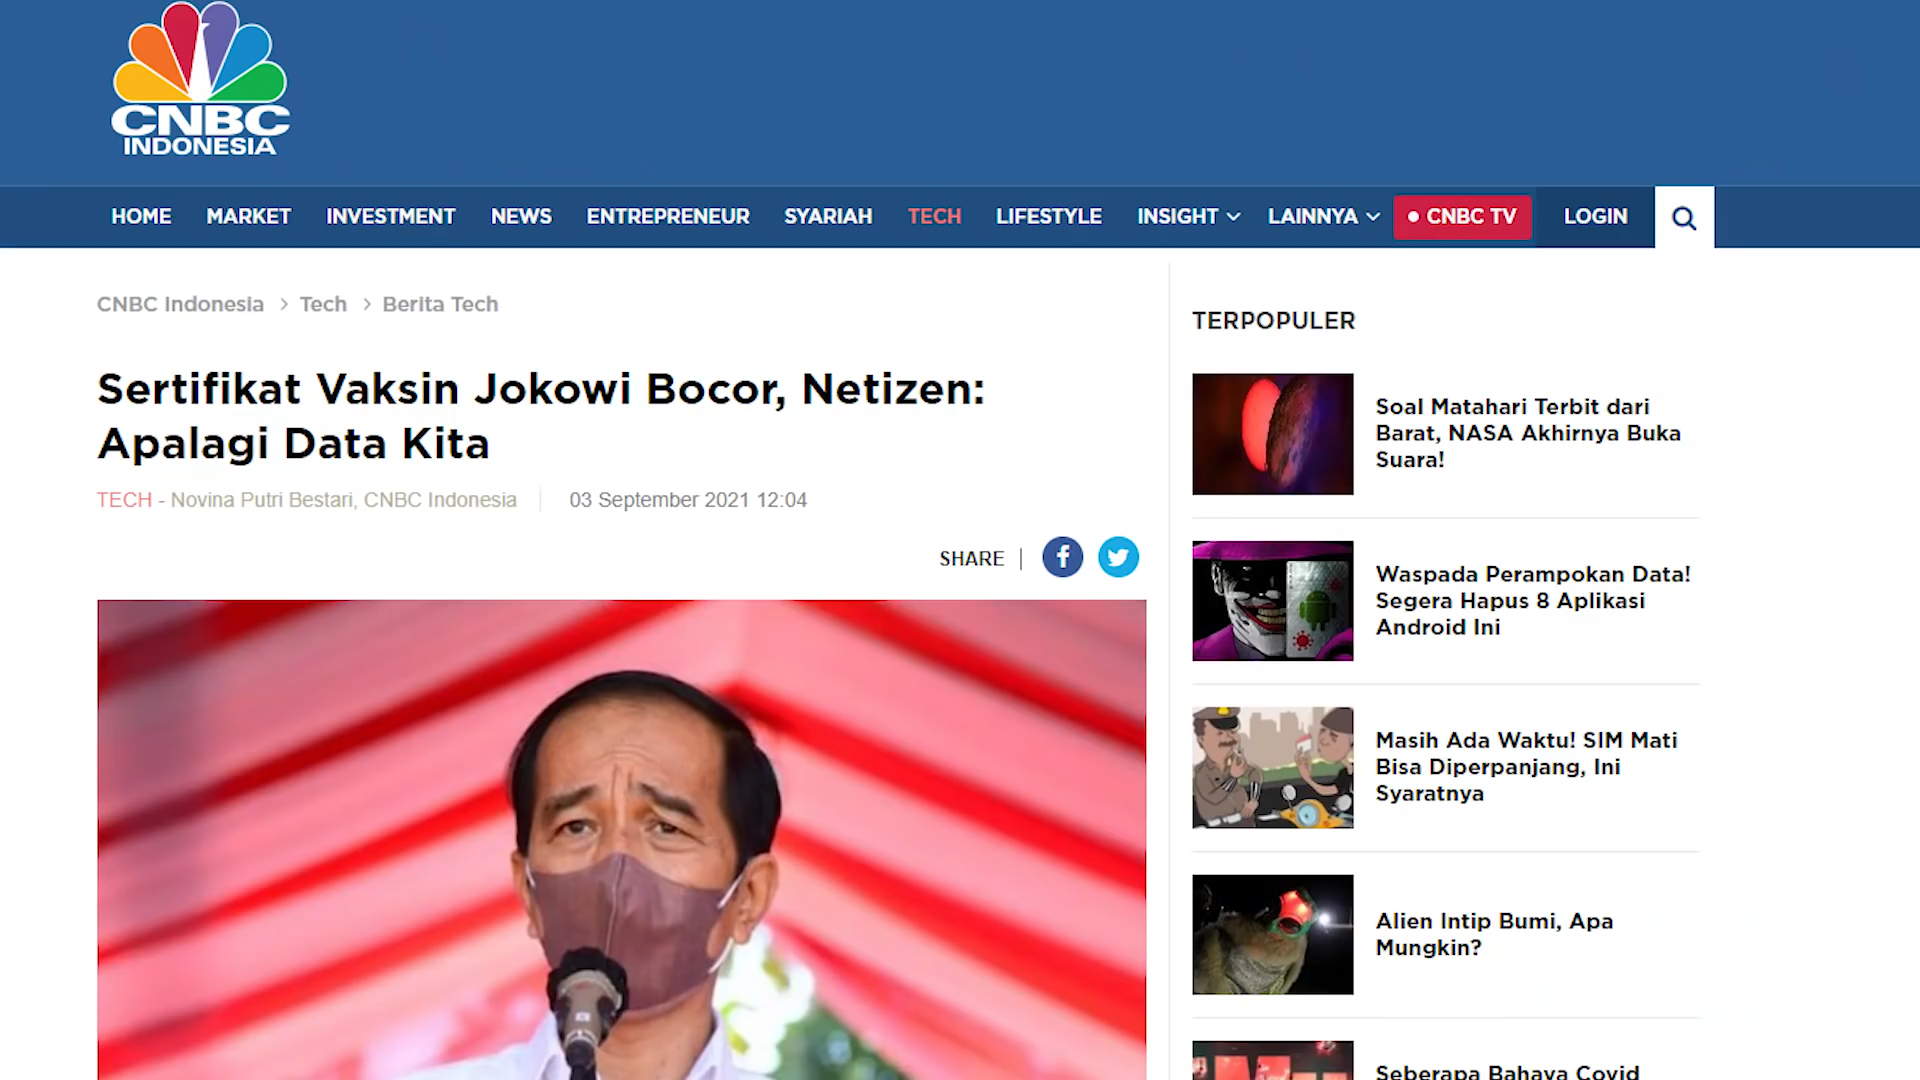 CNBC
INDONESIA
HOME MARKET INVESTMENT NEWS ENTREPRENEUR SYARIAH TECH LIFESTYLE INSIGHT LAINNYA CNBC TV LOGIN
CNBC Indonesia > Tech > Berita Tech
Sertifikat Vaksin Jokowi Bocor, Netizen:
Apalagi Data Kita
TECH - Novina Putri Bestari, CNBC Indonesia
03 September 2021 12:04
SHARE
TERPOPULER
Soal Matahari Terbit dari
Barat, NASA Akhirnya Buka
Suara!
Waspada Perampokan Data!
Segera Hapus 8 Aplikasi
Android Ini
Masih Ada Waktu! SIM Mati
Bisa Diperpanjang, Ini
Syaratnya
Alien Intip Bumi, Apa
Mungkin?
Seberapa Bahaya Covid